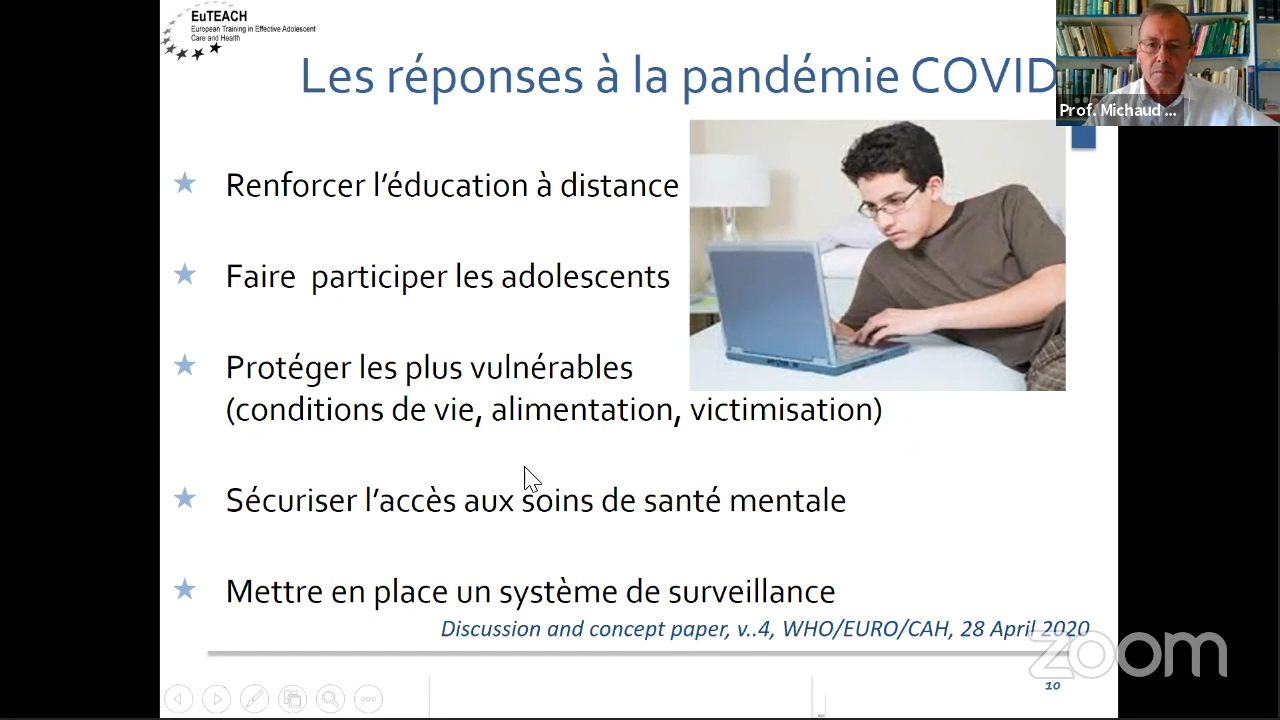 EuTEACH
European Training in Effective Adolescent
Care and Health
Les réponses à la pandémie COVID
Prof. Michaud ...
Renforcer l’éducation à distance
Faire  participer les adolescents
Protéger les plus vulnérables
(conditions de vie, alimentation, victimisation)
Sécuriser l’accès aux soins de santé mentale
Mettre en place un système de surveillance
Discussion and concept paper, v..4, WHO/EURO/CAH, 28 April 2020
zoom
10